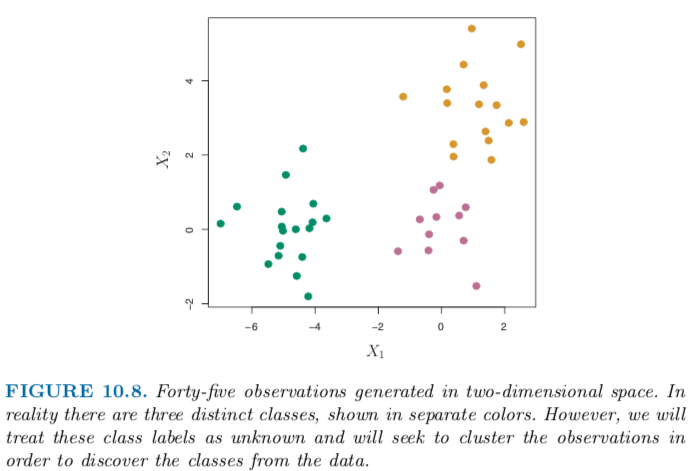 4
2
0
−2
X2
−6
−4
−2
0
2
X1
FIGURE 10.8. Forty-five observations generated in two-dimensional space. In
reality there are three distinct classes, shown in separate colors. However, we will
treat these class labels as unknown and will seek to cluster the observations in
order to discover the classes from the data.